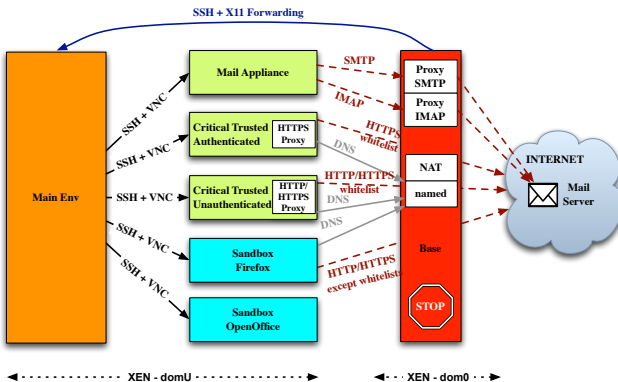 SSH + X11 Forwarding
Main Env
SSH + VNC
SSH + VNC
SSH + VNC
SSH + VNC
SSH + VNC
Mail Appliance
Critical Trusted
Authenticated
HTTPS
Proxy
Critical Trusted
Unauthenticated
HTTP/
HTTPS
Proxy
Sandbox
Firefox
Sandbox
OpenOffice
SMTP
IMAP
HTTPS
whitelist
DNS
HTTP/HTTPS
whitelist
DNS
DNS
HTTP/HTTPS
except whitelists
Proxy
SMTP
Proxy
IMAP
NAT
named
Base
STOP
INTERNET
Mail
Server
XEN - domU
XEN - dom0